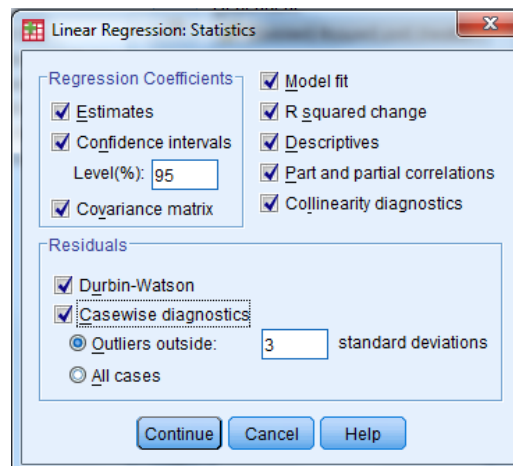 Linear Regression: Statistics
Regression Coefficients
Estimates
Confidence intervals
Level(%): 95
Covariance matrix
Model fit
R squared change
Descriptives
Part and partial correlations
Collinearity diagnostics
Residuals
Durbin-Watson
Casewise diagnostics
Outliers outside: 3 standard deviations
All cases
Continue Cancel Help